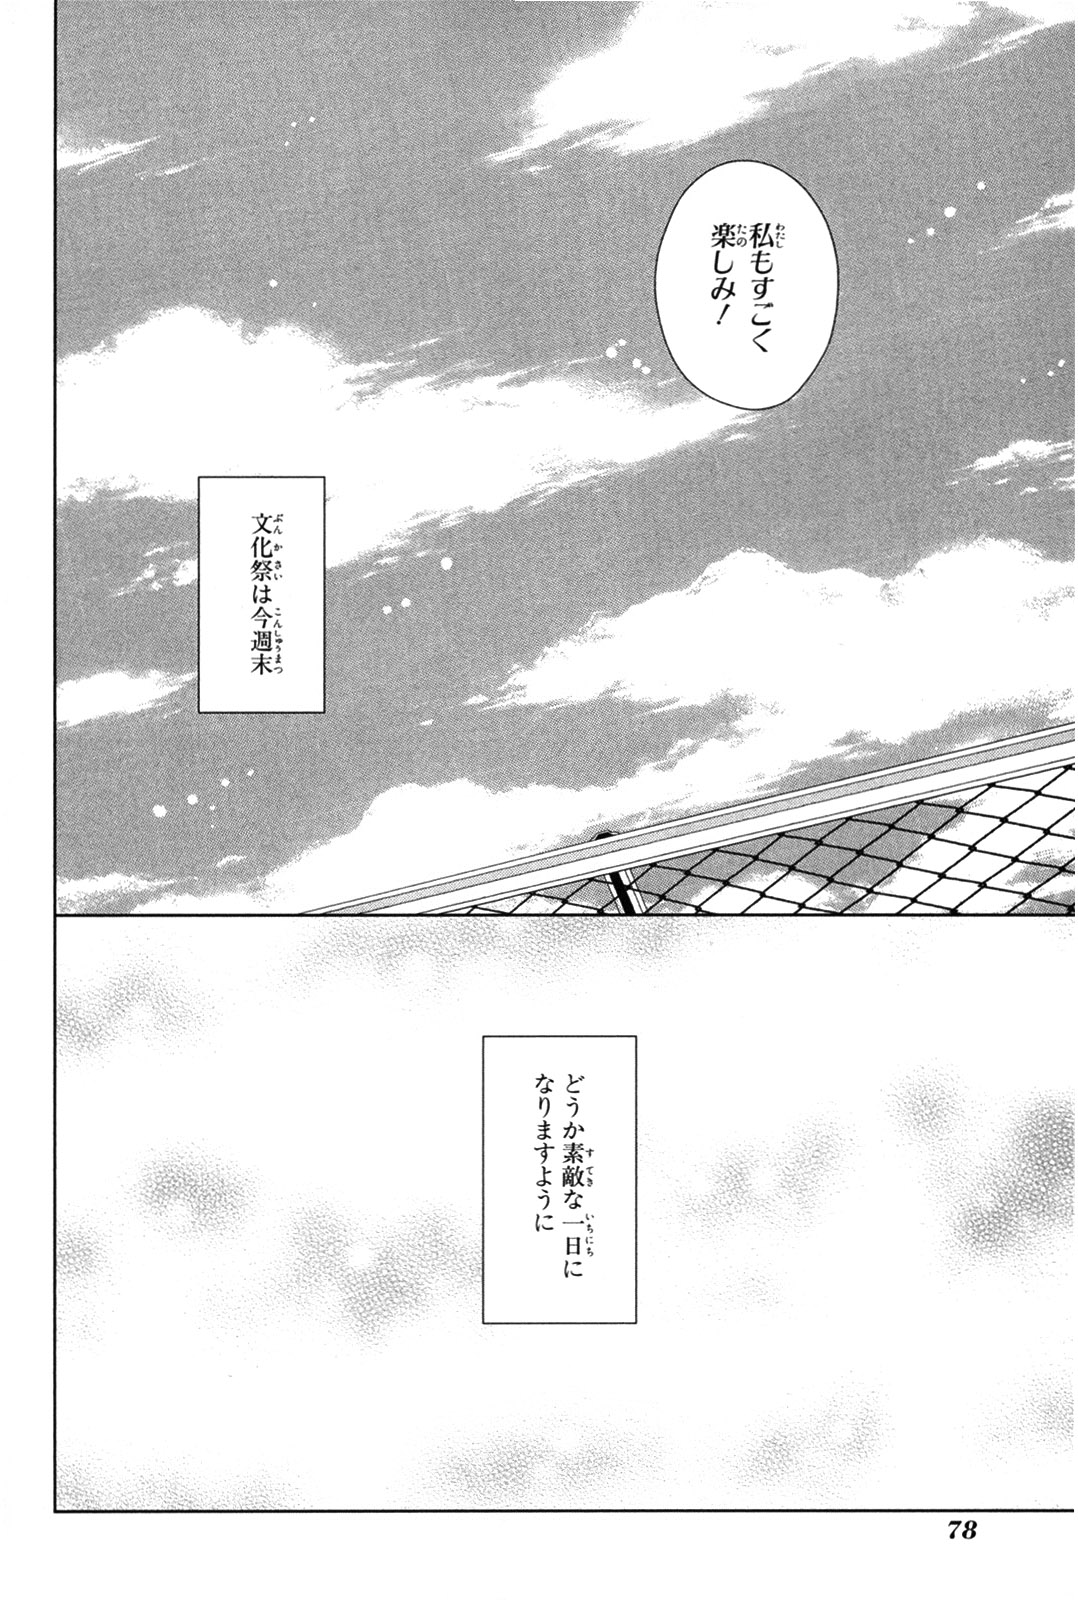 私もすごく
楽しみ！
文化祭は今週末
どうか素敵な一日に
なりますように
78